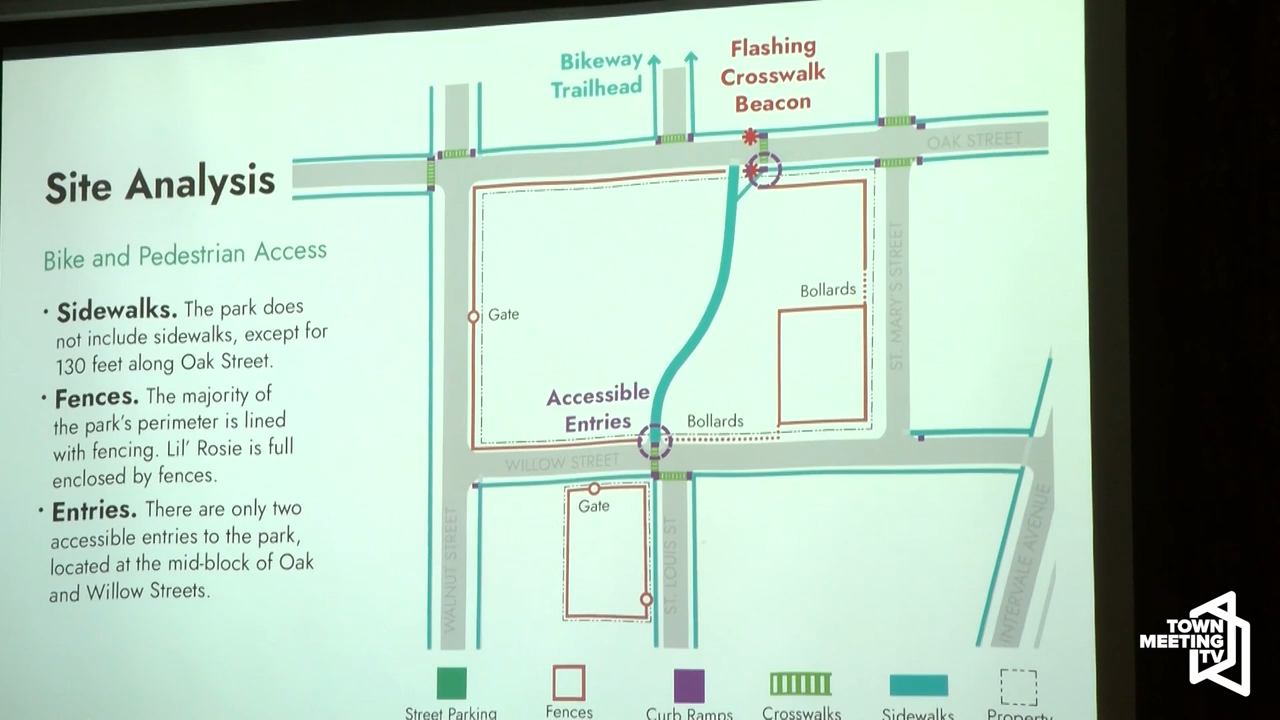 Site Analysis
Bike and Pedestrian Access
· Sidewalks. The park does
not include sidewalks, except for
130 feet along Oak Street.
· Fences. The majority of
the park's perimeter is lined
with fencing. Lil' Rosie is full
enclosed by fences.
· Entries. There are only two
accessible entries to the park,
located at the mid-block of Oak
and Willow Streets.
Bikeway
Trailhead
Flashing
Crosswalk
Beacon
OAK STREET
Gate
Bollards
ST. MARY'S STREET
Accessible
Entries
Bollards
WILLOW STREET
Gate
WALNUT STREET
ST. LOUIS ST
INTERVALE AVENUE
Street Parking
Fences
Curb Ramps
Crosswalks
Sidewalks
Property
TOWN
MEETING
TV